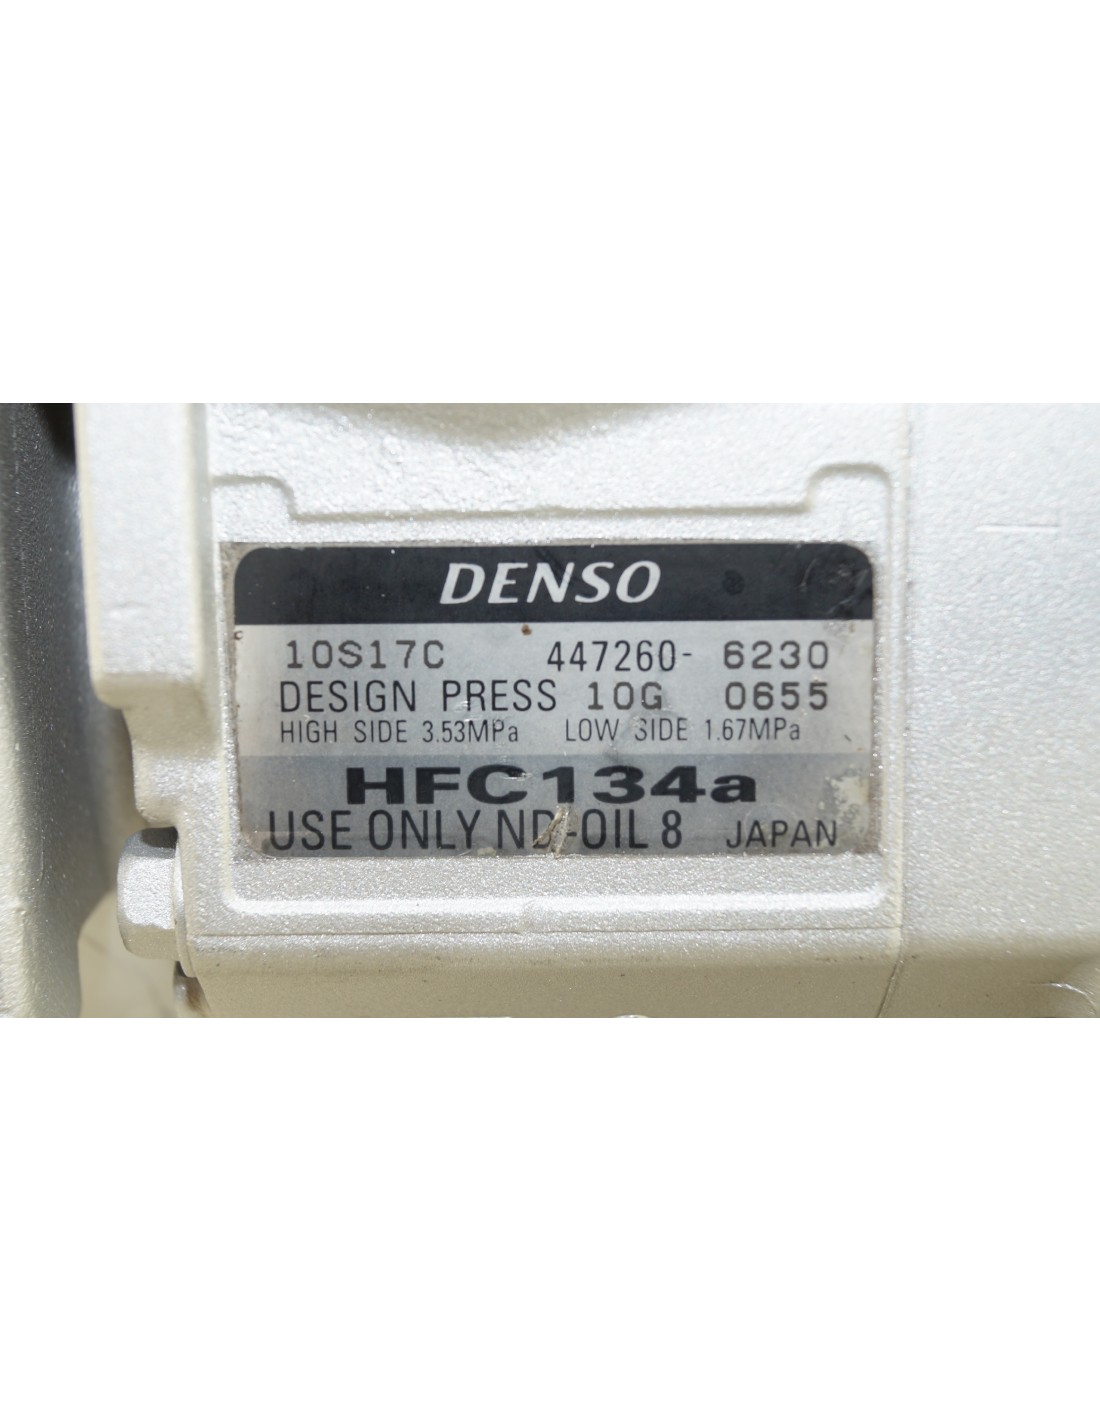 DENSO
10S17C 447260- 6230
DESIGN PRESS 10G 0655
HIGH SIDE 3.53MPa LOW SIDE 1.67MPa
HFC134a
USE ONLY ND-OIL 8 JAPAN